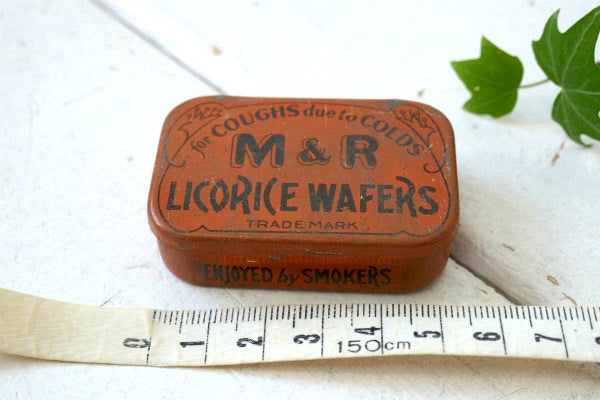 for COUGHS due to COLDS
M & R
LICORICE WAFERS
TRADE MARK
ENJOYED by SMOKERS
0 1 2 3 4 5 6 7
150cm